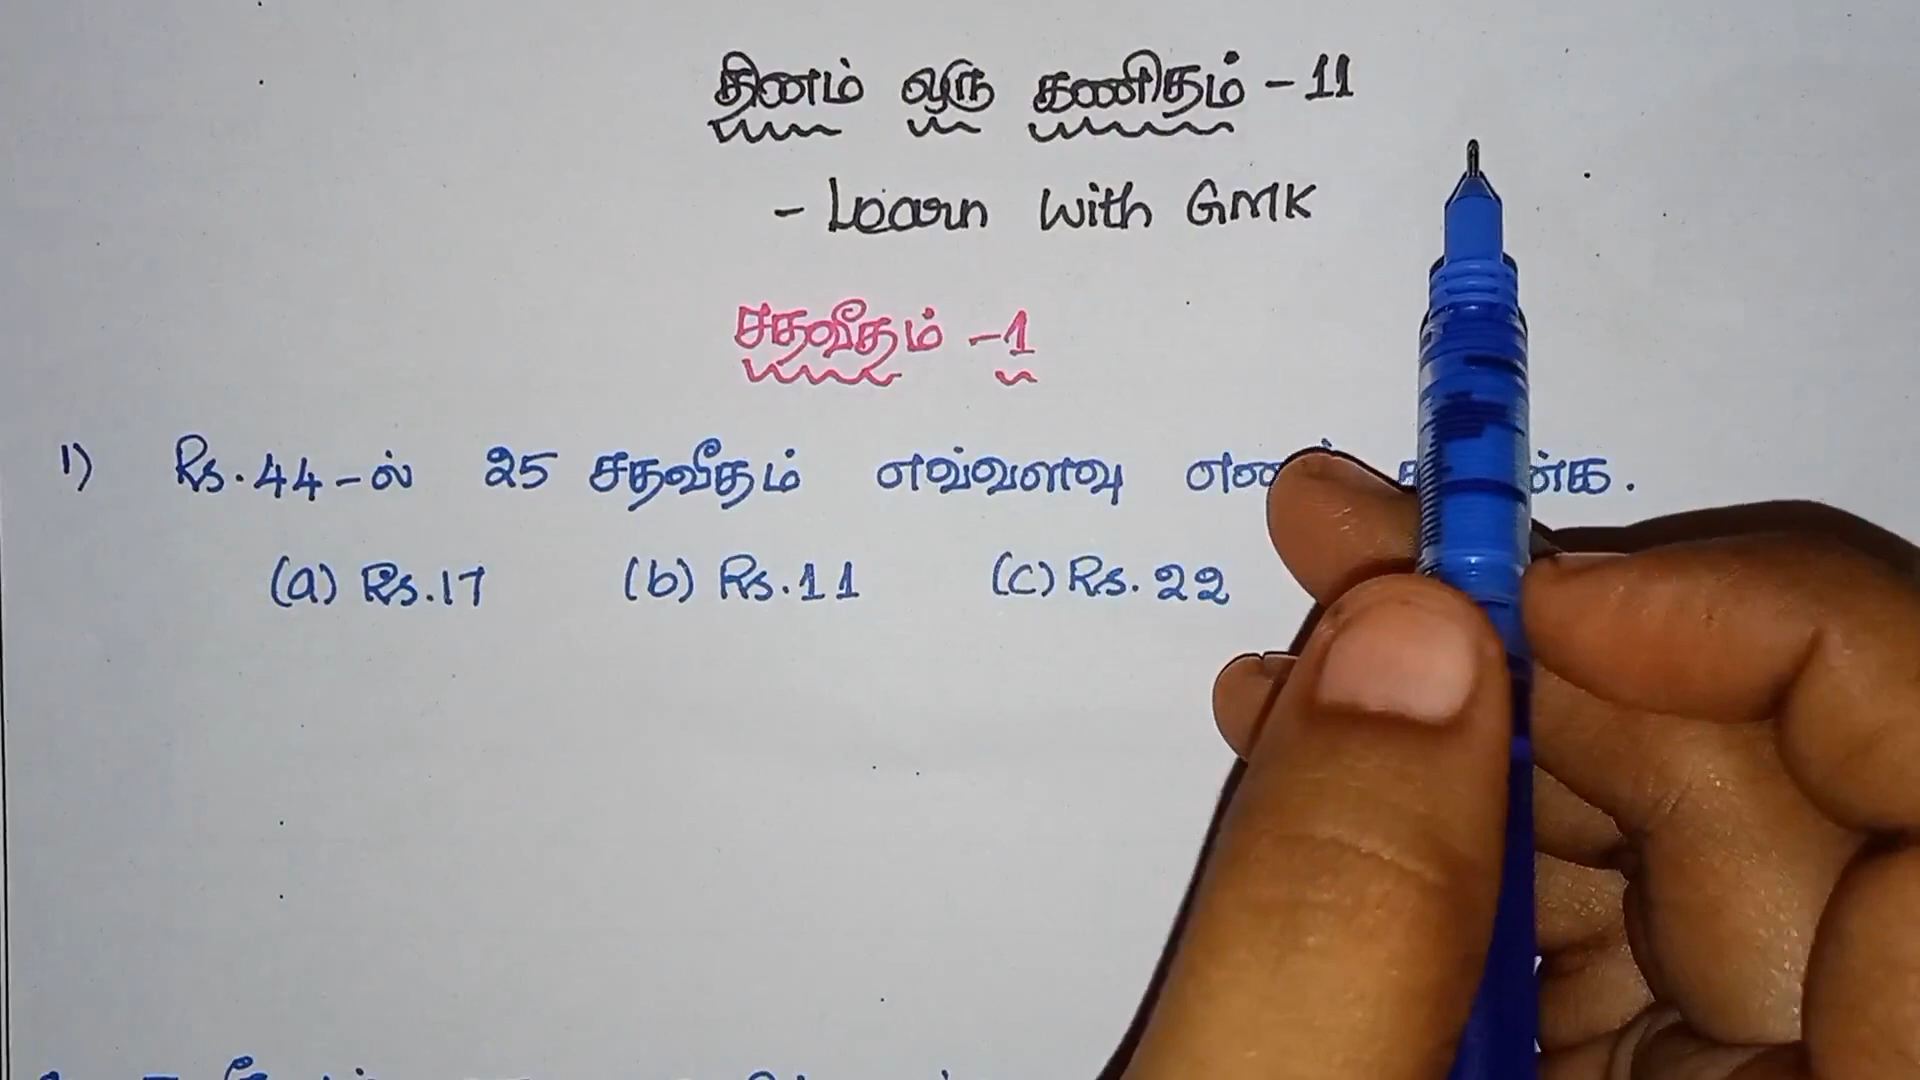 தினம் ஒரு கணிதம் - 11
- Learn with GMK
சதவீதம் - 1
1) Rs.44-ல் 25 சதவீதம் எவ்வளவு
(a) Rs.17 (b) Rs.11 (c) Rs.22